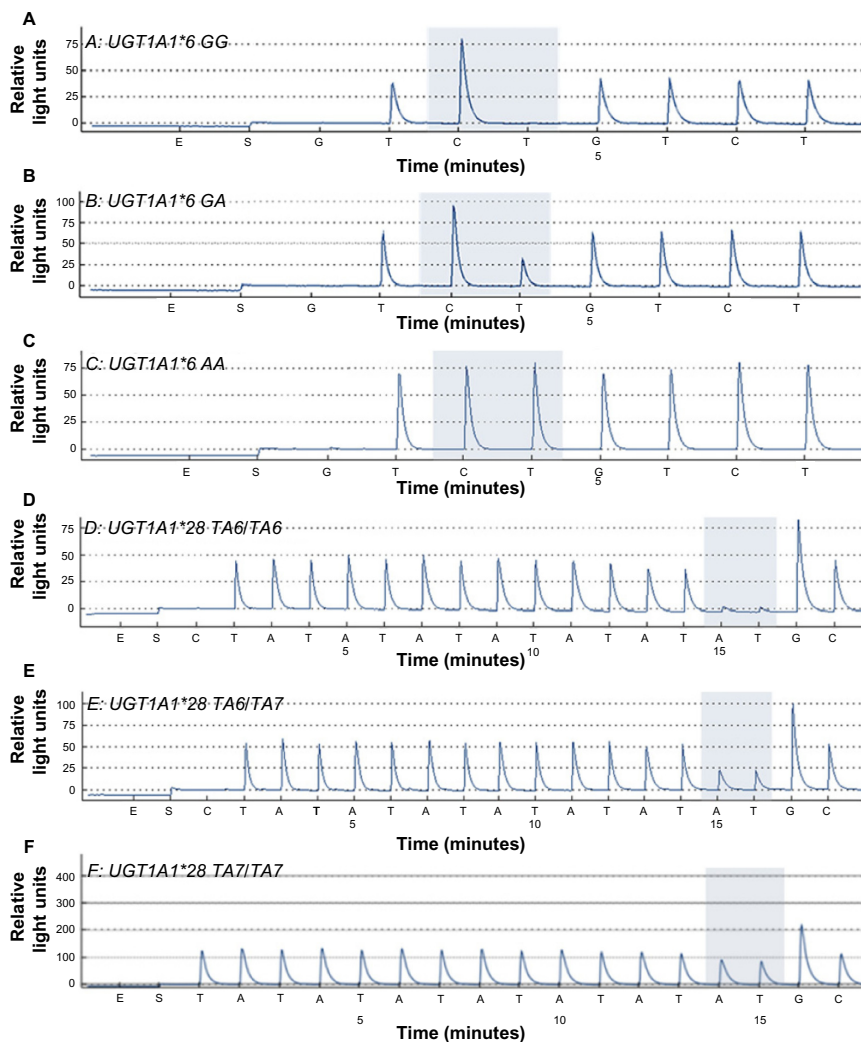 A
A: UGT1A1*6 GG
Relative
light units
75
50
25
0
E S G T C T G T C T
5
Time (minutes)
B
B: UGT1A1*6 GA
Relative
light units
100
75
50
25
0
E S G T C T G T C T
5
Time (minutes)
C
C: UGT1A1*6 AA
Relative
light units
75
50
25
0
E S G T C T G T C T
5
Time (minutes)
D
D: UGT1A1*28 TA6/TA6
Relative
light units
75
50
25
0
E S C T A T A T A T A T A T A T A T G C
5 10 15
Time (minutes)
E
E: UGT1A1*28 TA6/TA7
Relative
light units
100
75
50
25
0
E S C T A T A T A T A T A T A T A T G C
5 10 15
Time (minutes)
F
F: UGT1A1*28 TA7/TA7
Relative
light units
400
300
200
100
0
E S T A T A T A T A T A T A T A T G C
5 10 15
Time (minutes)